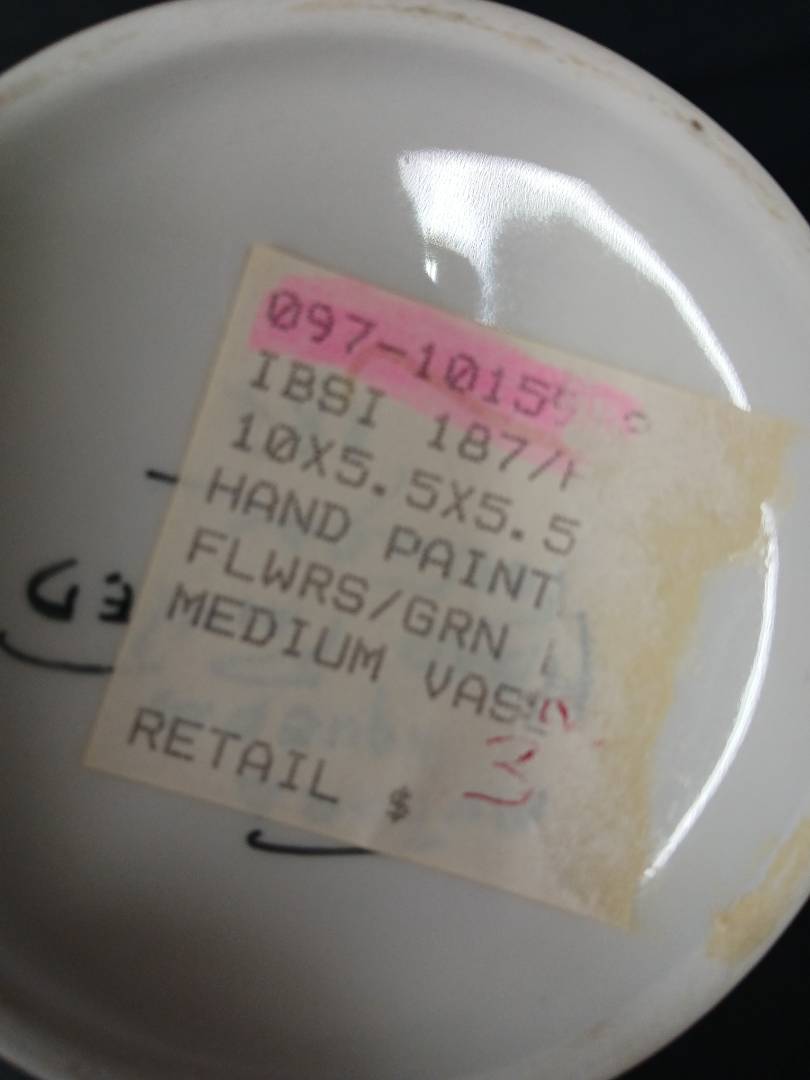 097-1015
IBSI 187/
10X5.5X5.5
HAND PAINT
FLWRS/GRN
MEDIUM VAS
RETAIL $